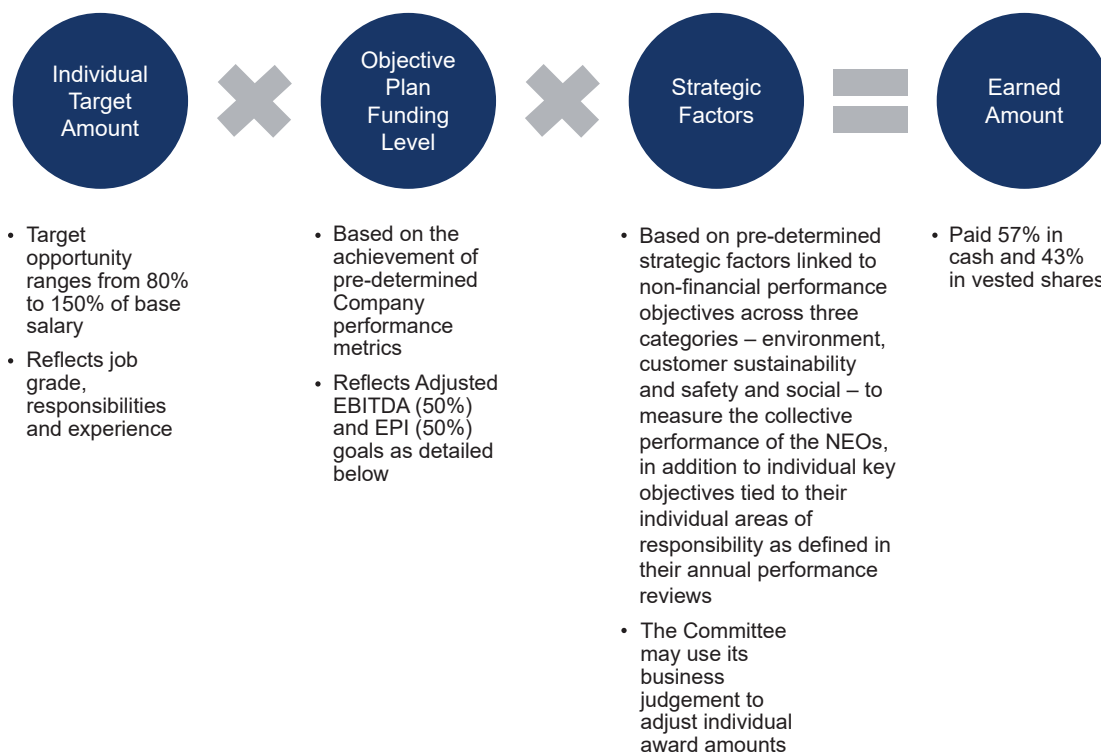 Individual
Target
Amount
Objective
Plan
Funding
Level
Strategic
Factors
Earned
Amount
• Target
opportunity
ranges from 80%
to 150% of base
salary
• Reflects job
grade,
responsibilities
and experience
• Based on the
achievement of
pre-determined
Company
performance
metrics
• Reflects Adjusted
EBITDA (50%)
and EPI (50%)
goals as detailed
below
• Based on pre-determined
strategic factors linked to
non-financial performance
objectives across three
categories – environment,
customer sustainability
and safety and social – to
measure the collective
performance of the NEOs,
in addition to individual key
objectives tied to their
individual areas of
responsibility as defined in
their annual performance
reviews
• The Committee
may use its
business
judgement to
adjust individual
award amounts
• Paid 57% in
cash and 43%
in vested shares